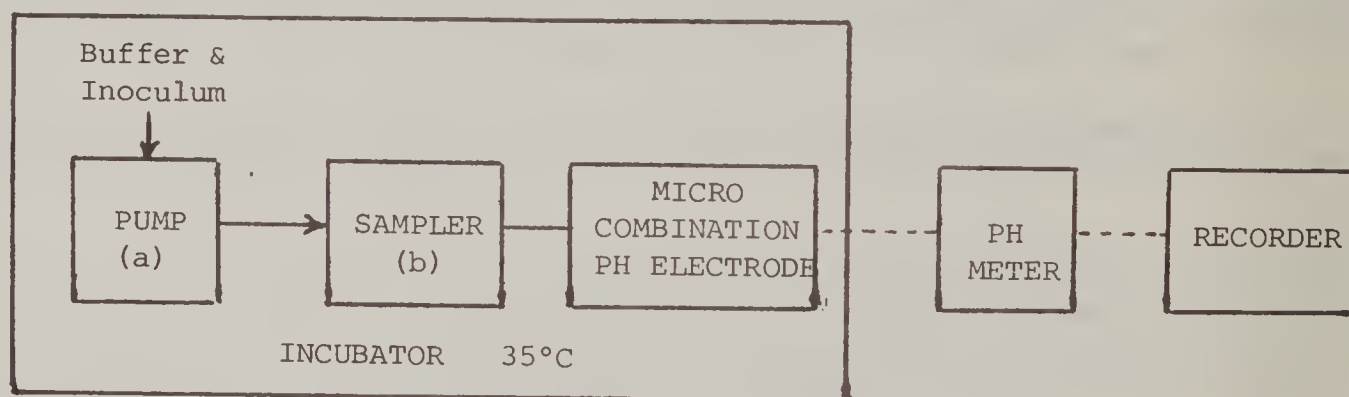 Buffer &
Inoculum
PUMP
(a)
SAMPLER
(b)
MICRO
COMBINATION
PH ELECTRODE
PH
METER
RECORDER
INCUBATOR 35°C